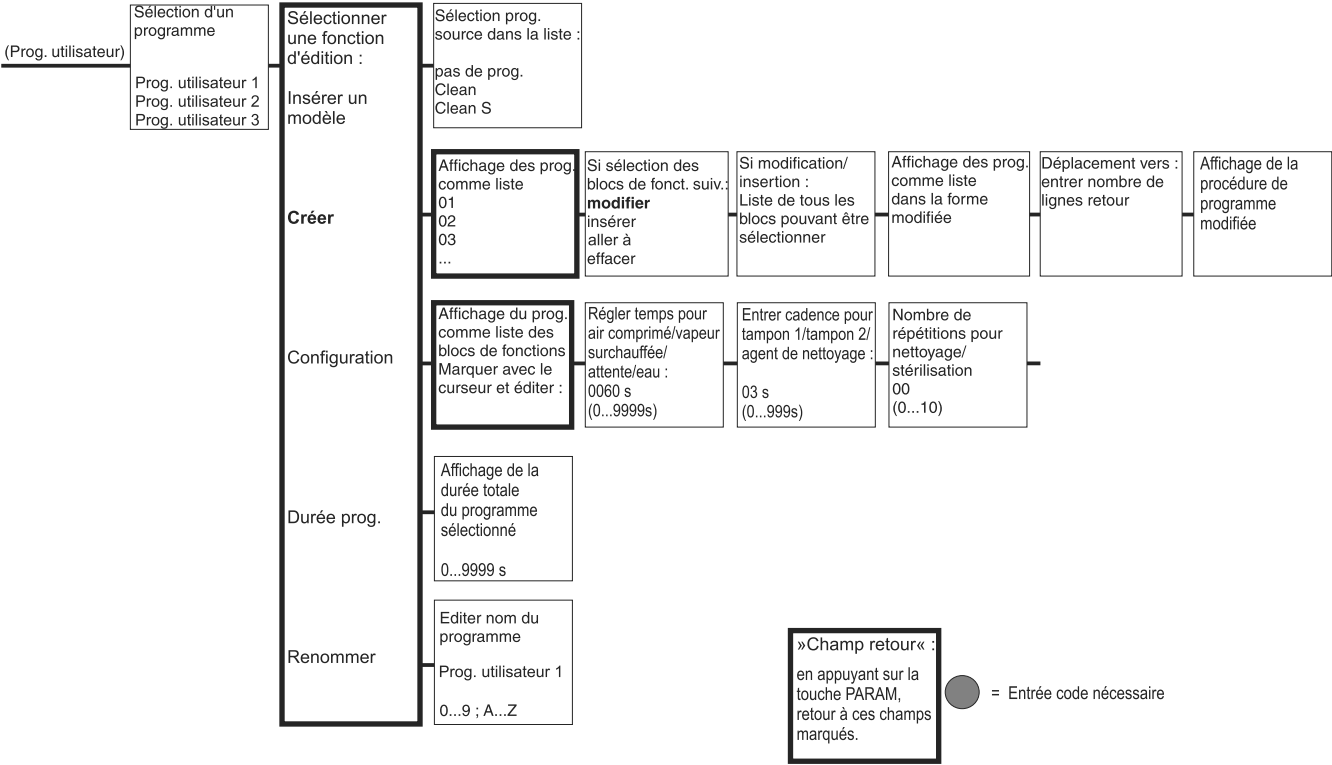 (Prog. utilisateur)
Sélection d'un
programme
Prog. utilisateur 1
Prog. utilisateur 2
Prog. utilisateur 3
Sélectionner
une fonction
d'édition :
Insérer un
modèle
Sélection prog.
source dans la liste :
pas de prog.
Clean
Clean S
Créer
Affichage des prog.
comme liste
01
02
03
...
Si sélection des
blocs de fonct. suiv.:
modifier
insérer
aller à
effacer
Si modification/
insertion :
Liste de tous les
blocs pouvant être
sélectionner
Affichage des prog.
comme liste
dans la forme
modifiée
Déplacement vers :
entrer nombre de
lignes retour
Affichage de la
procédure de
programme
modifiée
Configuration
Affichage du prog.
comme liste des
blocs de fonctions
Marquer avec le
curseur et éditer :
Régler temps pour
air comprimé/vapeur
surchauffée/
attente/eau :
0060 s
(0...9999s)
Entrer cadence pour
tampon 1/tampon 2/
agent de nettoyage :
03 s
(0...999s)
Nombre de
répétitions pour
nettoyage/
stérilisation
00
(0...10)
Durée prog.
Affichage de la
durée totale
du programme
sélectionné
0...9999 s
Renommer
Editer nom du
programme
Prog. utilisateur 1
0...9 ; A...Z
»Champ retour« :
en appuyant sur la
touche PARAM,
retour à ces champs
marqués.
= Entrée code nécessaire